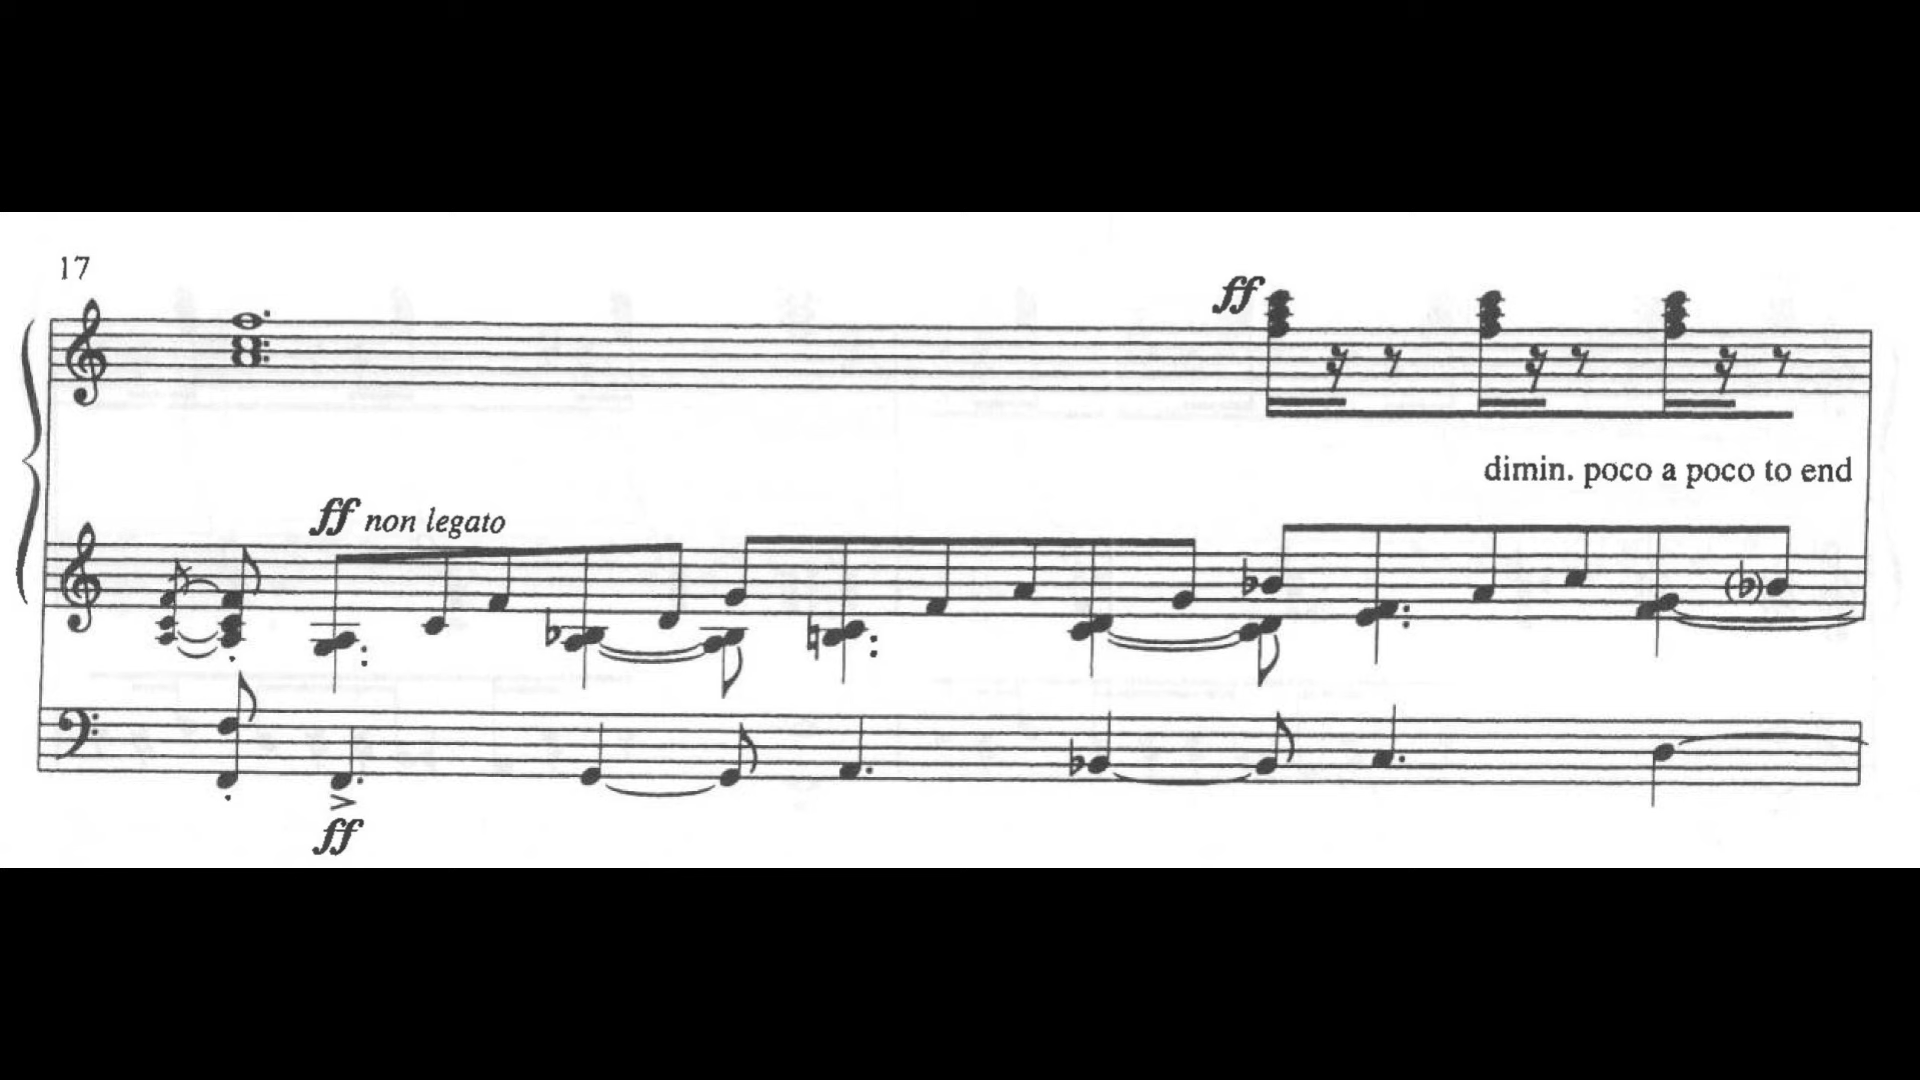 17
ff
dimin. poco a poco to end
ff non legato
ff